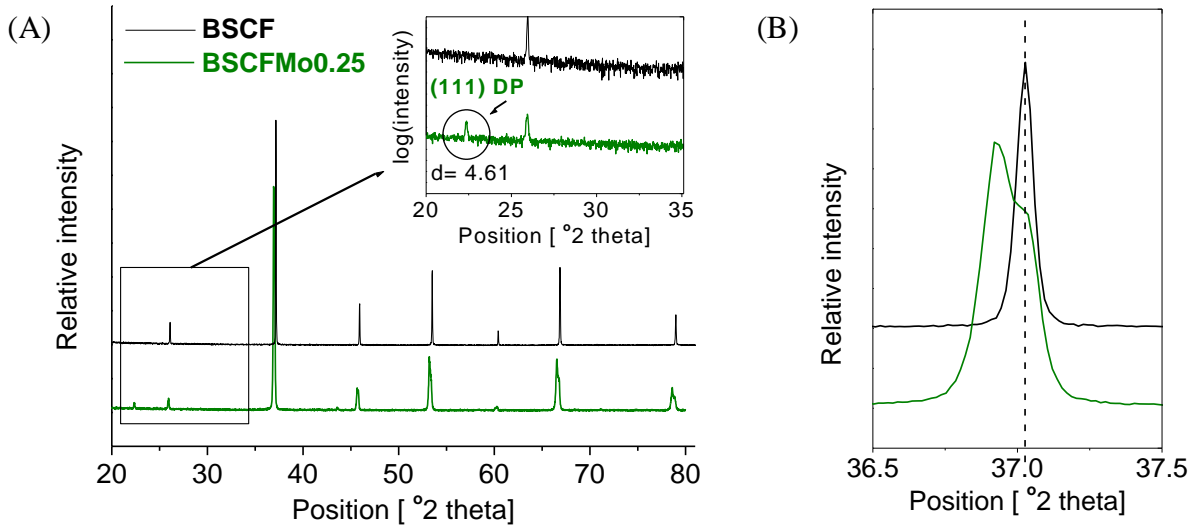 (A)
BSCF
BSCFMo0.25
Relative intensity
20 30 40 50 60 70 80
Position [ °2 theta]
log(intensity)
(111) DP
d= 4.61
20 25 30 35
Position [ °2 theta]
(B)
Relative intensity
36.5 37.0 37.5
Position [ °2 theta]